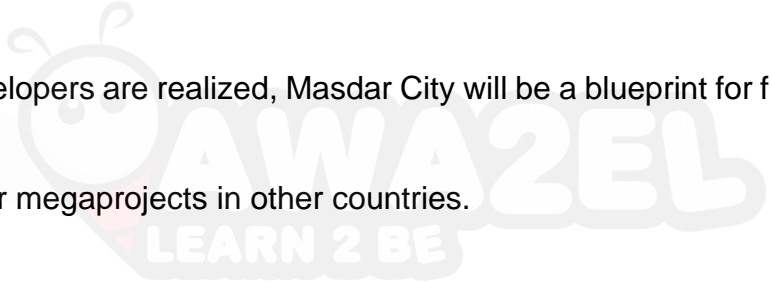 elopers are realized, Masdar City will be a blueprint for f
r megaprojects in other countries.
AWA2EL
LEARN 2 BE